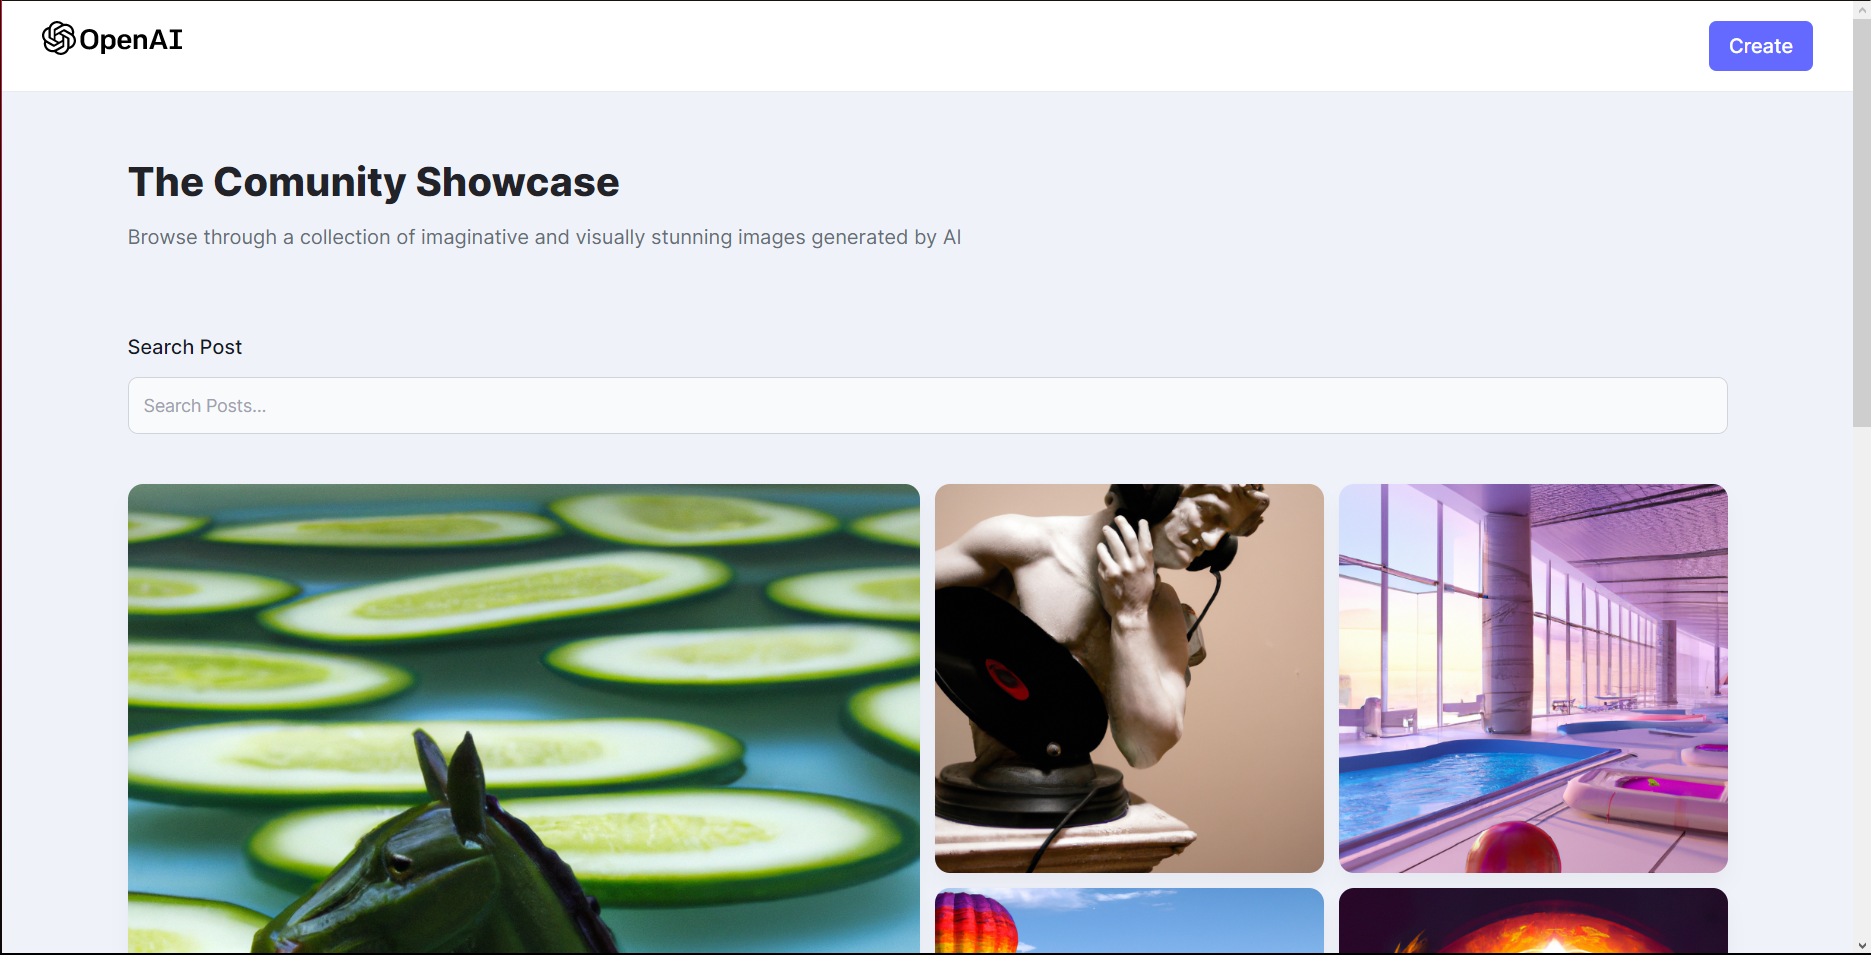 OpenAI
Create
The Comunity Showcase
Browse through a collection of imaginative and visually stunning images generated by AI
Search Post
Search Posts...